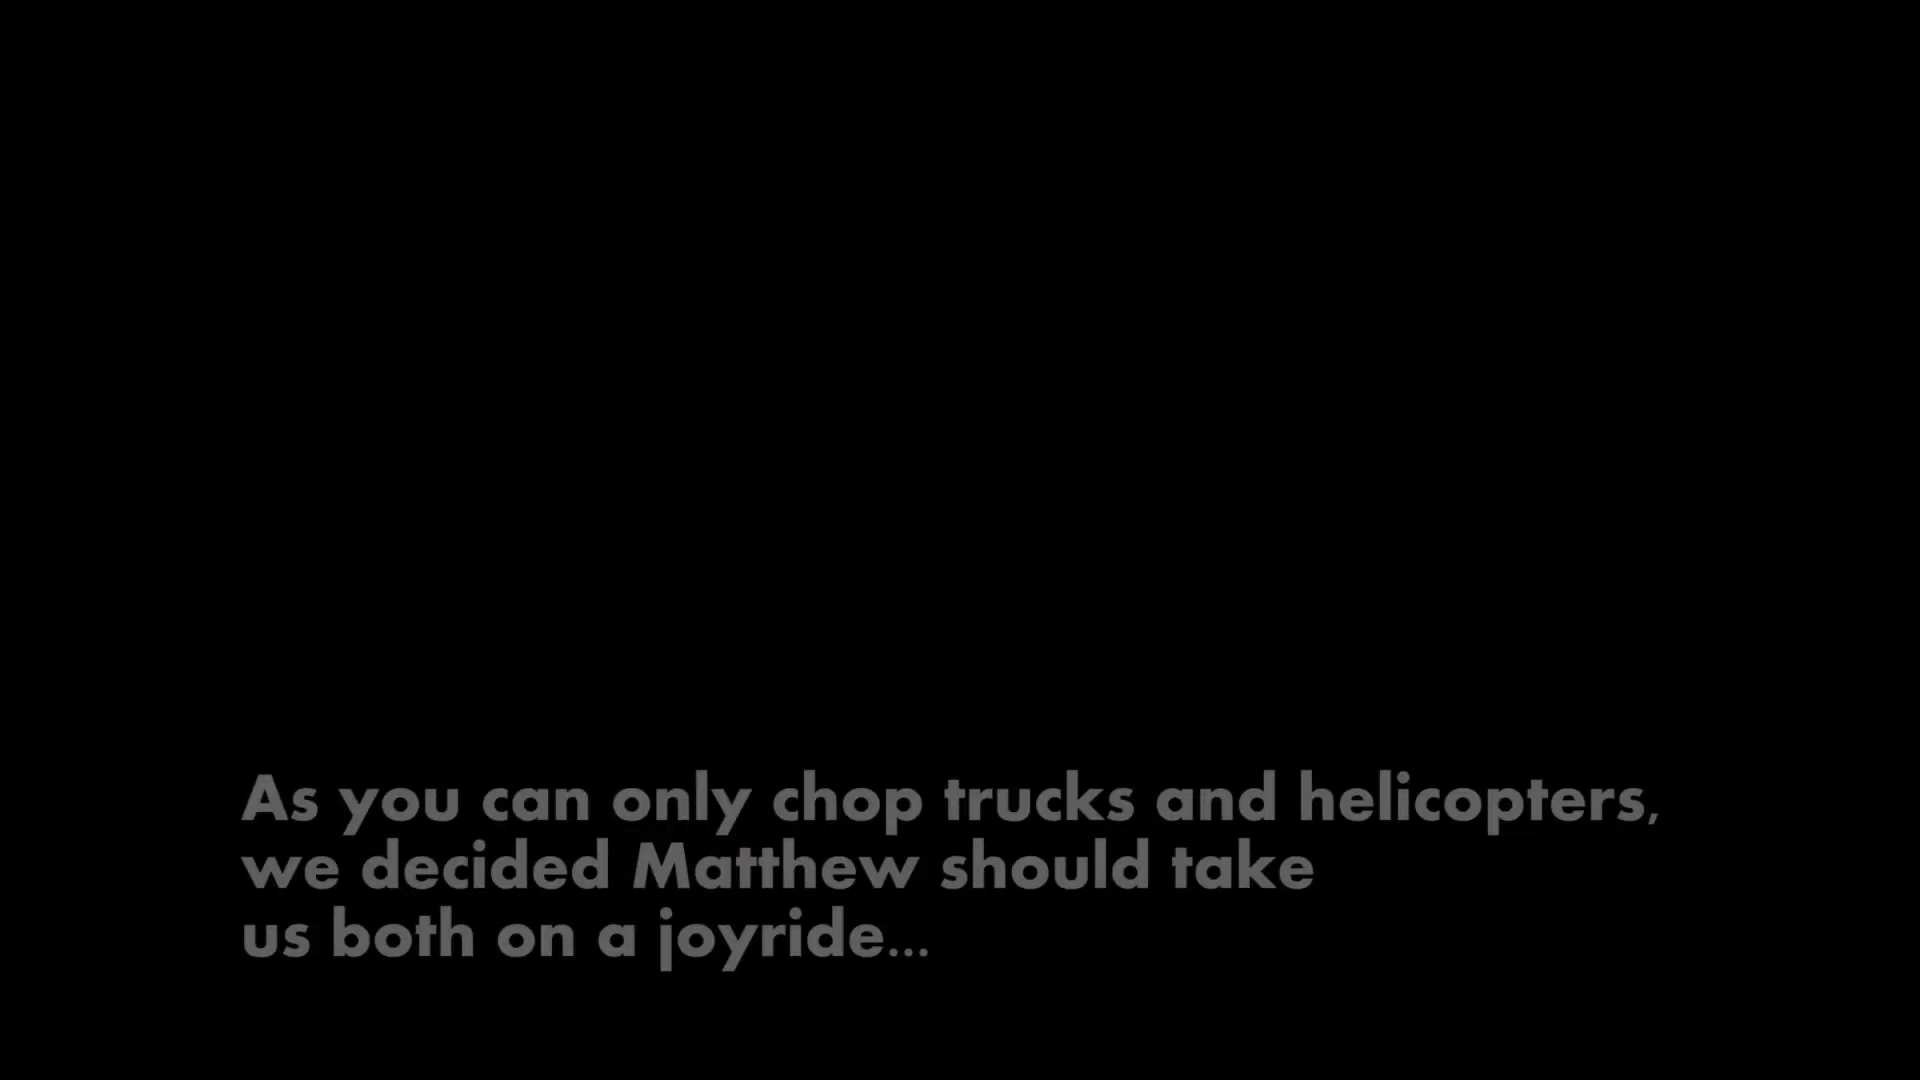 As you can only chop trucks and helicopters,
we decided Matthew should take
us both on a joyride...